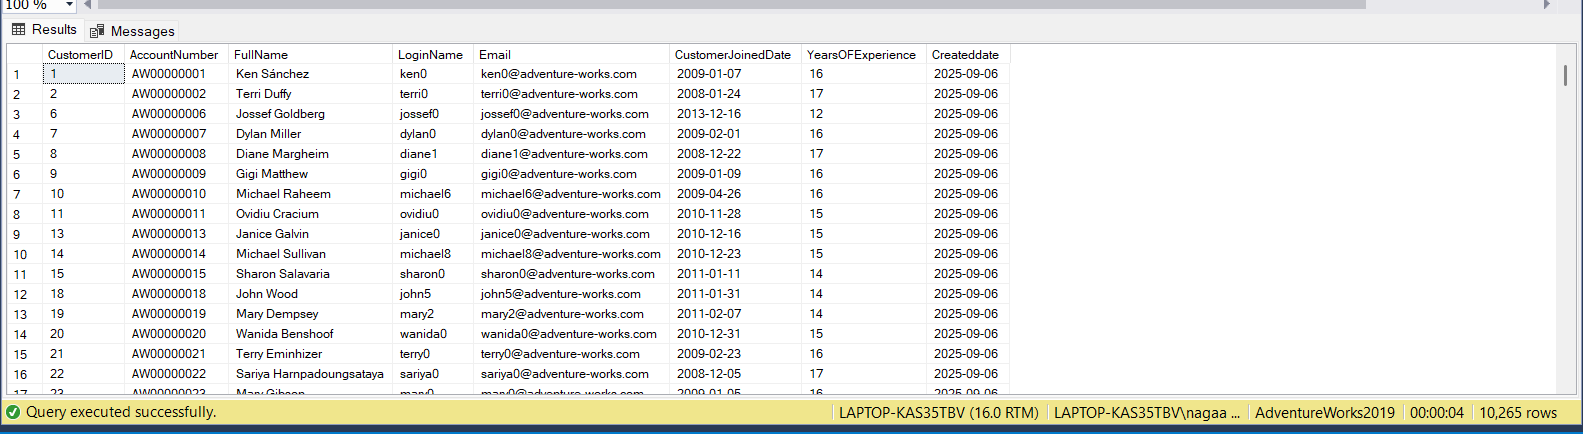 100 %
Results Messages
CustomerID AccountNumber FullName LoginName Email CustomerJoinedDate YearsOFExperience Createddate
1 1 AW00000001 Ken Sánchez ken0 ken0@adventure-works.com 2009-01-07 16 2025-09-06
2 2 AW00000002 Terri Duffy terri0 terri0@adventure-works.com 2008-01-24 17 2025-09-06
3 6 AW00000006 Jossef Goldberg jossef0 jossef0@adventure-works.com 2013-12-16 12 2025-09-06
4 7 AW00000007 Dylan Miller dylan0 dylan0@adventure-works.com 2009-02-01 16 2025-09-06
5 8 AW00000008 Diane Margheim diane1 diane1@adventure-works.com 2008-12-22 17 2025-09-06
6 9 AW00000009 Gigi Matthew gigi0 gigi0@adventure-works.com 2009-01-09 16 2025-09-06
7 10 AW00000010 Michael Raheem michael6 michael6@adventure-works.com 2009-04-26 16 2025-09-06
8 11 AW00000011 Ovidiu Cracium ovidiu0 ovidiu0@adventure-works.com 2010-11-28 15 2025-09-06
9 13 AW00000013 Janice Galvin janice0 janice0@adventure-works.com 2010-12-16 15 2025-09-06
10 14 AW00000014 Michael Sullivan michael8 michael8@adventure-works.com 2010-12-23 15 2025-09-06
11 15 AW00000015 Sharon Salavaria sharon0 sharon0@adventure-works.com 2011-01-11 14 2025-09-06
12 18 AW00000018 John Wood john5 john5@adventure-works.com 2011-01-31 14 2025-09-06
13 19 AW00000019 Mary Dempsey mary2 mary2@adventure-works.com 2011-02-07 14 2025-09-06
14 20 AW00000020 Wanida Benshoof wanida0 wanida0@adventure-works.com 2010-12-31 15 2025-09-06
15 21 AW00000021 Terry Eminhizer terry0 terry0@adventure-works.com 2009-02-23 16 2025-09-06
16 22 AW00000022 Sariya Harnpadoungsataya sariya0 sariya0@adventure-works.com 2008-12-05 17 2025-09-06
17 23 AW00000023 Mary Gibson mary0 mary0@adventure-works.com 2009-01-05 16 2025-09-06
Query executed successfully. LAPTOP-KAS35TBV (16.0 RTM) LAPTOP-KAS35TBV\nagaa ... AdventureWorks2019 00:00:04 10,265 rows